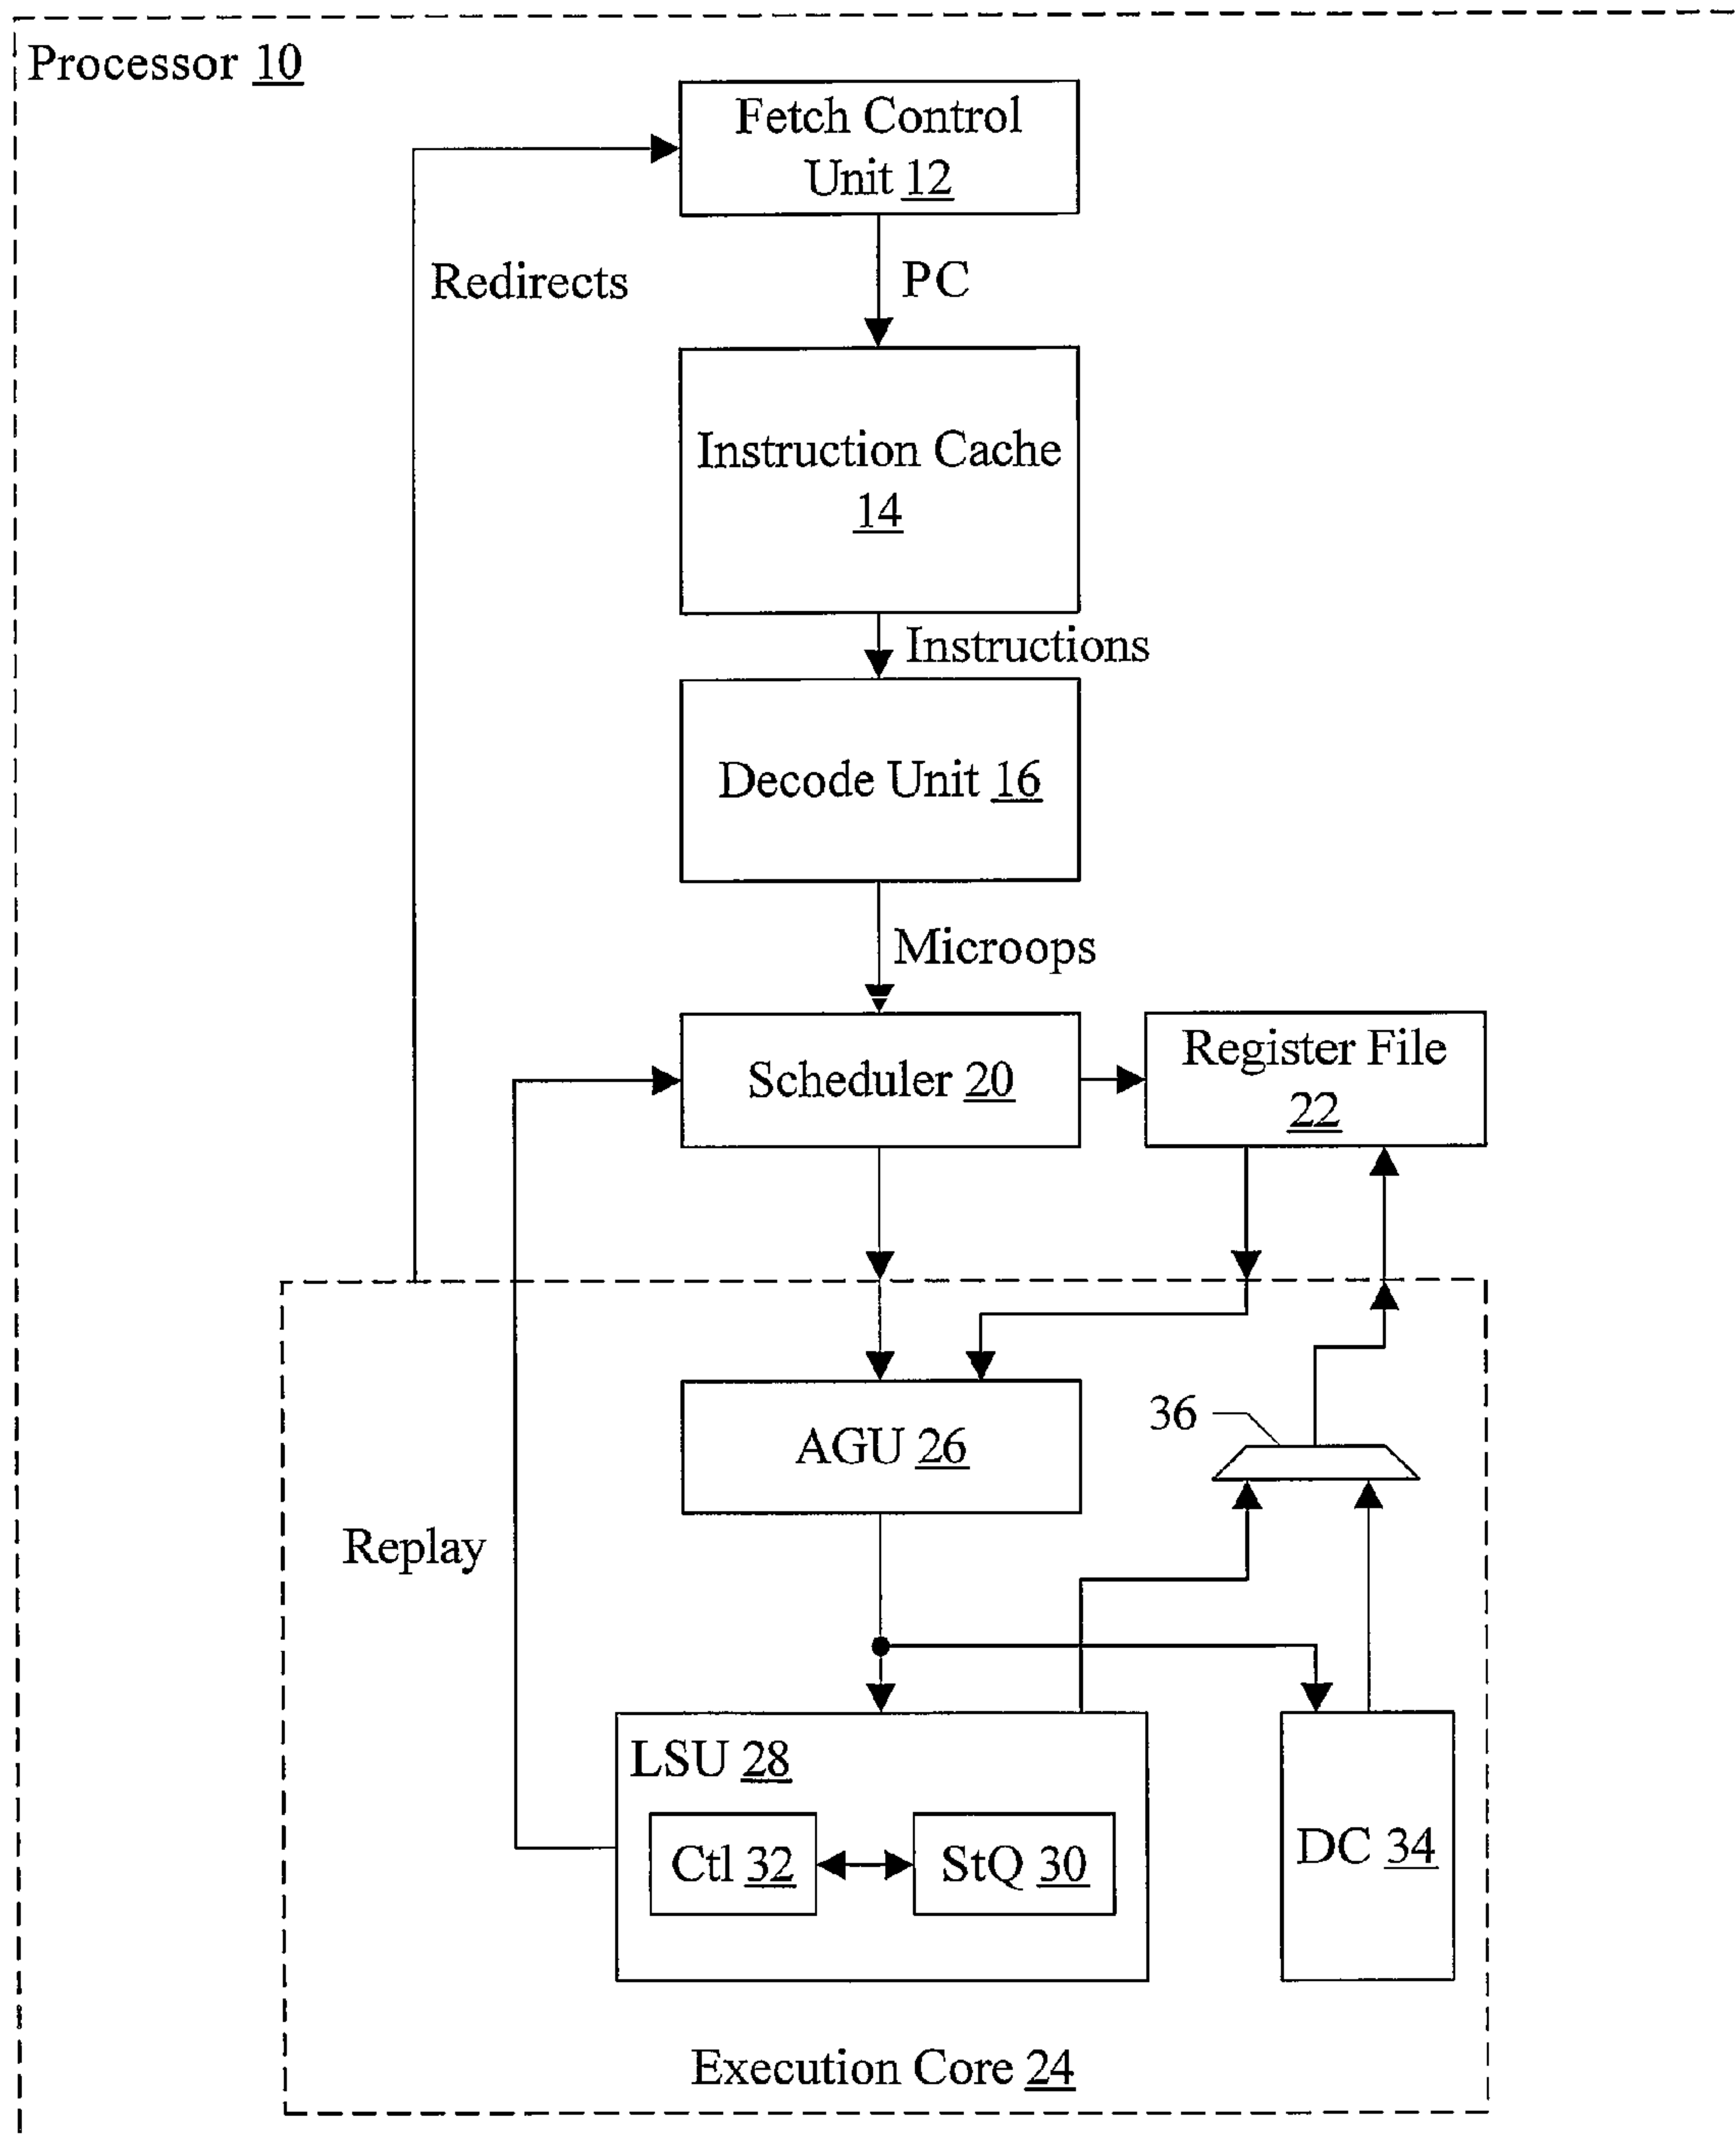 Processor 10
Fetch Control
Unit 12
Redirects
PC
Instruction Cache
14
Instructions
Decode Unit 16
Microops
Scheduler 20
Register File
22
AGU 26
36
Replay
LSU 28
Ctl 32
StQ 30
DC 34
Execution Core 24